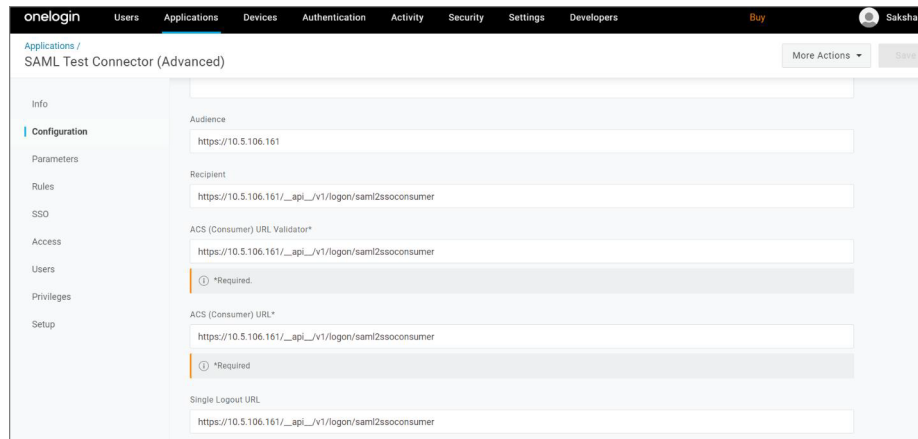 onelogin Users Applications Devices Authentication Activity Security Settings Developers Buy Saksha
Applications /
SAML Test Connector (Advanced)
More Actions
Save
Info
Configuration
Parameters
Rules
SSO
Access
Users
Privileges
Setup
Audience
https://10.5.106.161
Recipient
https://10.5.106.161/__api__/v1/logon/saml2ssoconsumer
ACS (Consumer) URL Validator*
https://10.5.106.161/__api__/v1/logon/saml2ssoconsumer
*Required.
ACS (Consumer) URL*
https://10.5.106.161/__api__/v1/logon/saml2ssoconsumer
*Required
Single Logout URL
https://10.5.106.161/__api__/v1/logon/saml2ssoconsumer